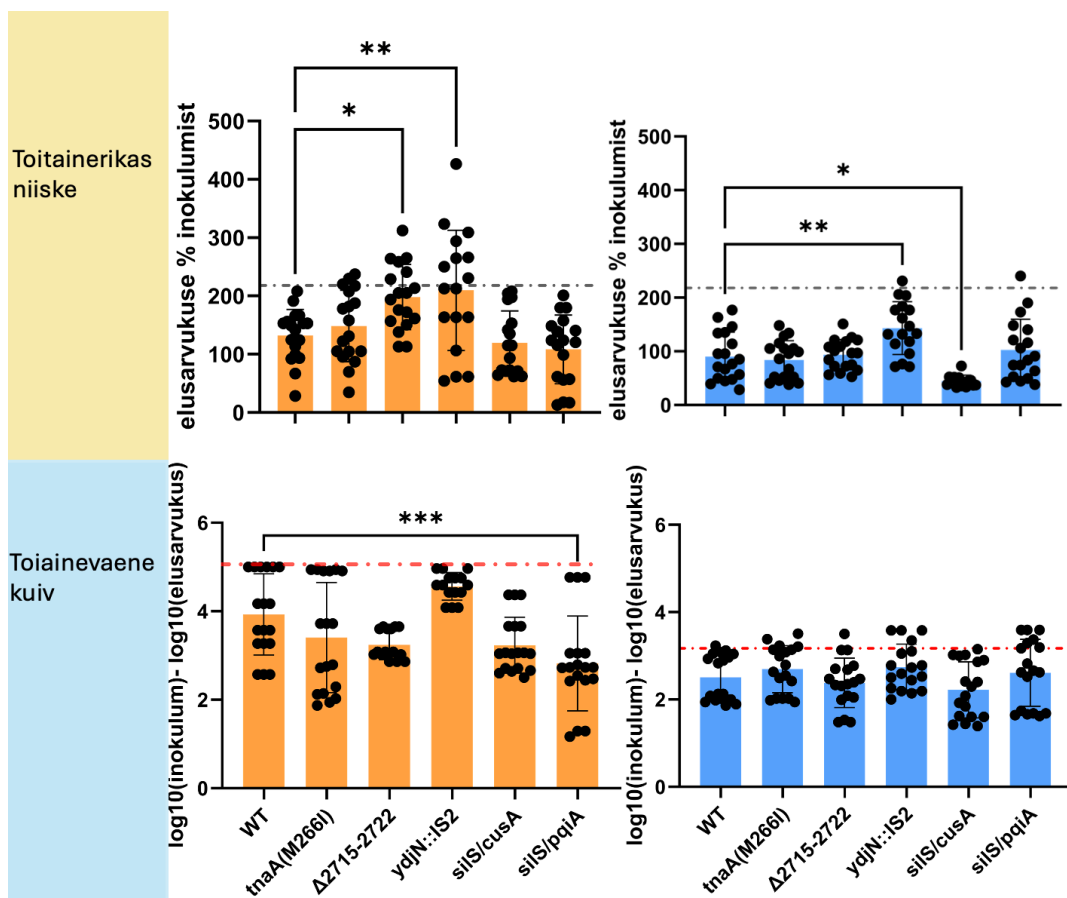 Toitainerikas
niiske
elusarvukuse % inokulumist
500
400
300
200
100
0
*
**
elusarvukuse % inokulumist
500
400
300
200
100
0
**
*
Toiainevaene
kuiv
log10(inokulum)- log10(elusarvukus)
6
4
2
0
***
WT
tnaA(M266I)
Δ2715-2722
ydjN::IS2
silS/cusA
silS/pqiA
log10(inokulum)- log10(elusarvukus)
6
4
2
0
WT
tnaA(M266I)
Δ2715-2722
ydjN::IS2
silS/cusA
silS/pqiA